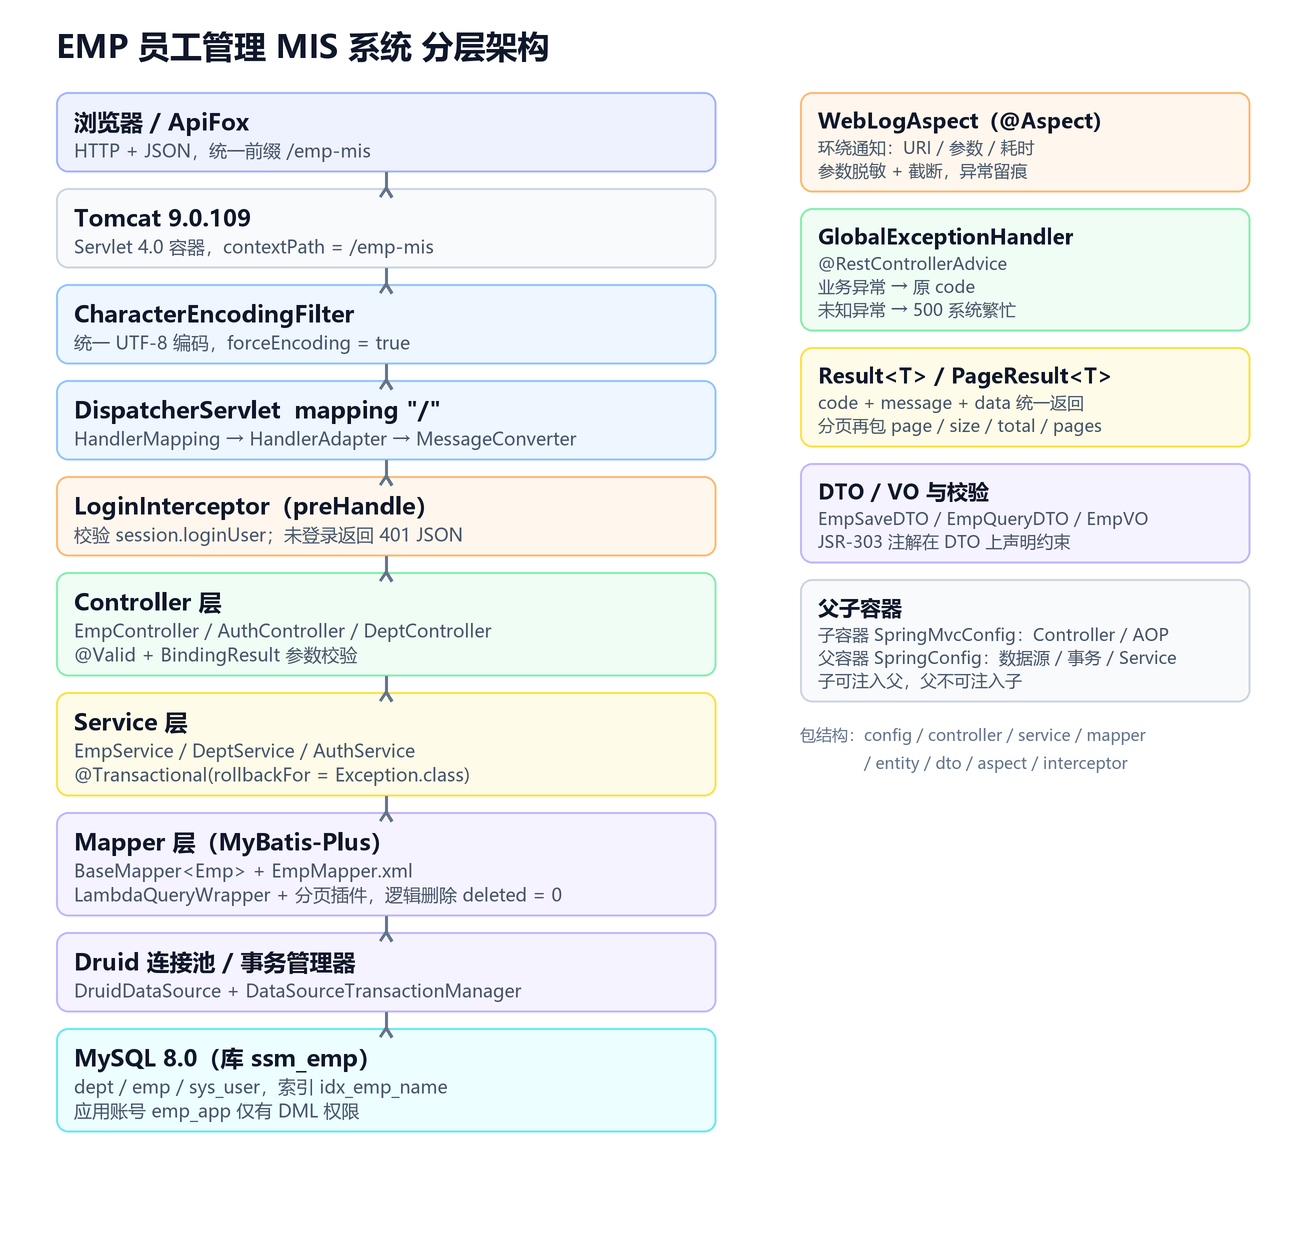 EMP 员工管理 MIS 系统 分层架构
浏览器 / ApiFox
HTTP + JSON，统一前缀 /emp-mis
Tomcat 9.0.109
Servlet 4.0 容器，contextPath = /emp-mis
CharacterEncodingFilter
统一 UTF-8 编码，forceEncoding = true
DispatcherServlet  mapping "/"
HandlerMapping → HandlerAdapter → MessageConverter
LoginInterceptor（preHandle）
校验 session.loginUser；未登录返回 401 JSON
Controller 层
EmpController / AuthController / DeptController
@Valid + BindingResult 参数校验
Service 层
EmpService / DeptService / AuthService
@Transactional(rollbackFor = Exception.class)
Mapper 层（MyBatis-Plus）
BaseMapper<Emp> + EmpMapper.xml
LambdaQueryWrapper + 分页插件，逻辑删除 deleted = 0
Druid 连接池 / 事务管理器
DruidDataSource + DataSourceTransactionManager
MySQL 8.0（库 ssm_emp）
dept / emp / sys_user，索引 idx_emp_name
应用账号 emp_app 仅有 DML 权限
WebLogAspect（@Aspect）
环绕通知：URI / 参数 / 耗时
参数脱敏 + 截断，异常留痕
GlobalExceptionHandler
@RestControllerAdvice
业务异常 → 原 code
未知异常 → 500 系统繁忙
Result<T> / PageResult<T>
code + message + data 统一返回
分页再包 page / size / total / pages
DTO / VO 与校验
EmpSaveDTO / EmpQueryDTO / EmpVO
JSR-303 注解在 DTO 上声明约束
父子容器
子容器 SpringMvcConfig：Controller / AOP
父容器 SpringConfig：数据源 / 事务 / Service
子可注入父，父不可注入子
包结构：config / controller / service / mapper
/ entity / dto / aspect / interceptor